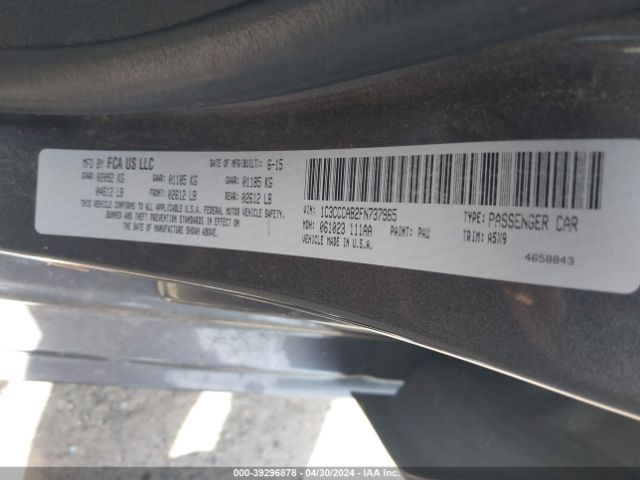 MFD BY FCA US LLC DATE OF MFR(BUILT): 6-15
GVWR: 02092 KG GAWR: 01185 KG GAWR: 01185 KG
04612 LB FRONT: 02612 LB REAR: 02612 LB
THIS VEHICLE CONFORMS TO ALL APPLICABLE U.S.A. FEDERAL MOTOR VEHICLE SAFETY,
BUMPER AND THEFT PREVENTION STANDARDS IN EFFECT ON THE DATE OF
MANUFACTURE SHOWN ABOVE.
VIN: 1C3CCCAB2FN737985 TYPE: PASSENGER CAR
MDH: 061023 111AA PAINT: PAU TRIM: A5X9
VEHICLE MADE IN U.S.A.
4658843
000-39296878 - 04/30/2024 - IAA Inc.